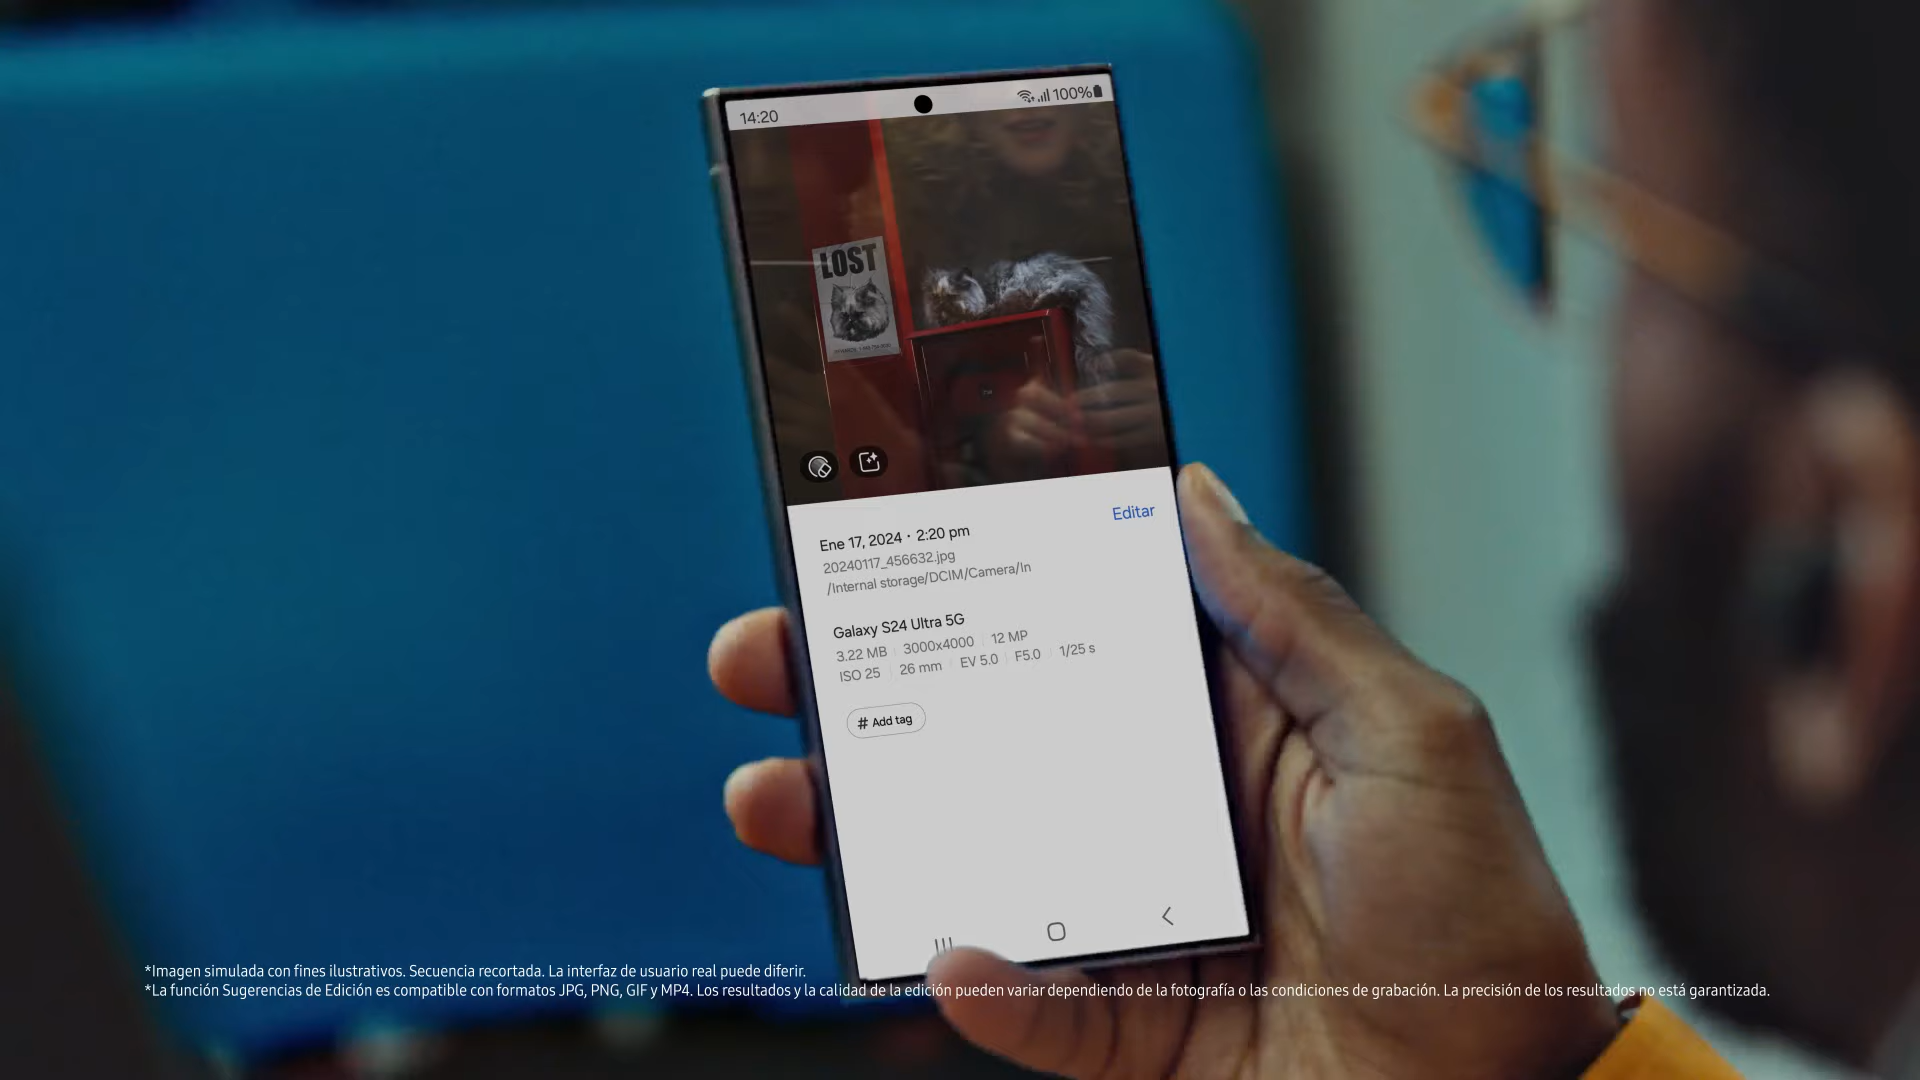 14:20
100%
LOST
Ene 17, 2024 · 2:20 pm
Editar
20240117_456632.jpg
/Internal storage/DCIM/Camera/In
Galaxy S24 Ultra 5G
3.22 MB 3000x4000 12 MP
ISO 25 26 mm EV 5.0 F5.0 1/25 s
# Add tag
*Imagen simulada con fines ilustrativos. Secuencia recortada. La interfaz de usuario real puede diferir.
*La función Sugerencias de Edición es compatible con formatos JPG, PNG, GIF y MP4. Los resultados y la calidad de la edición pueden variar dependiendo de la fotografía o las condiciones de grabación. La precisión de los resultados no está garantizada.